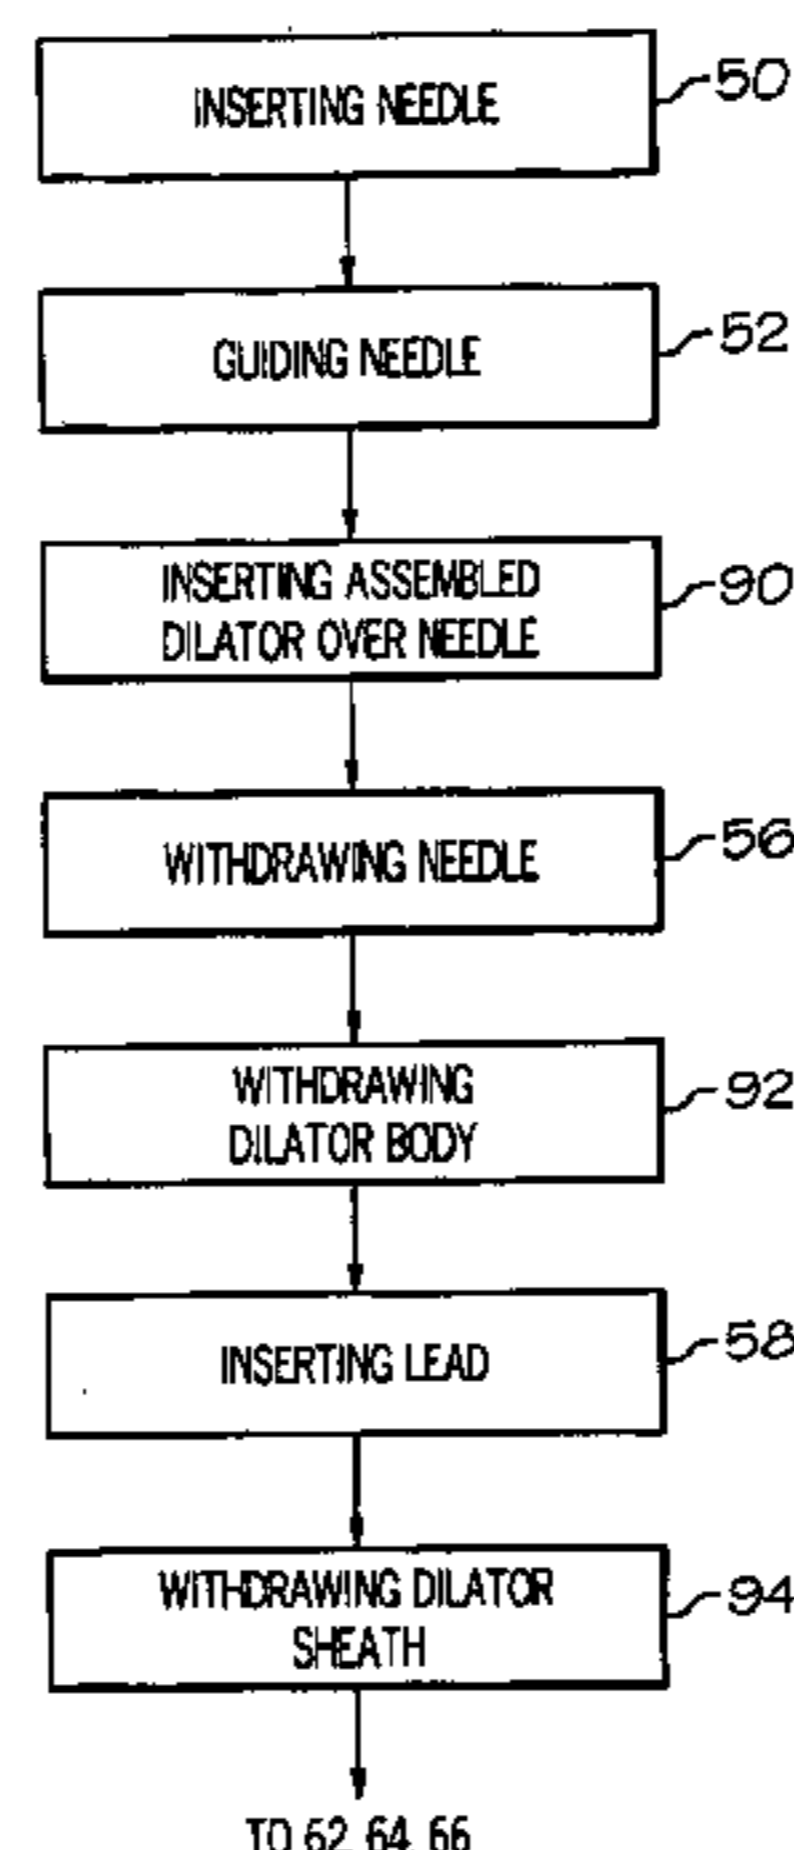 INSERTING NEEDLE
50
GUIDING NEEDLE
52
INSERTING ASSEMBLED
DILATOR OVER NEEDLE
90
WITHDRAWING NEEDLE
56
WITHDRAWING
DILATOR BODY
92
INSERTING LEAD
58
WITHDRAWING DILATOR
SHEATH
94
TO 62, 64, 66